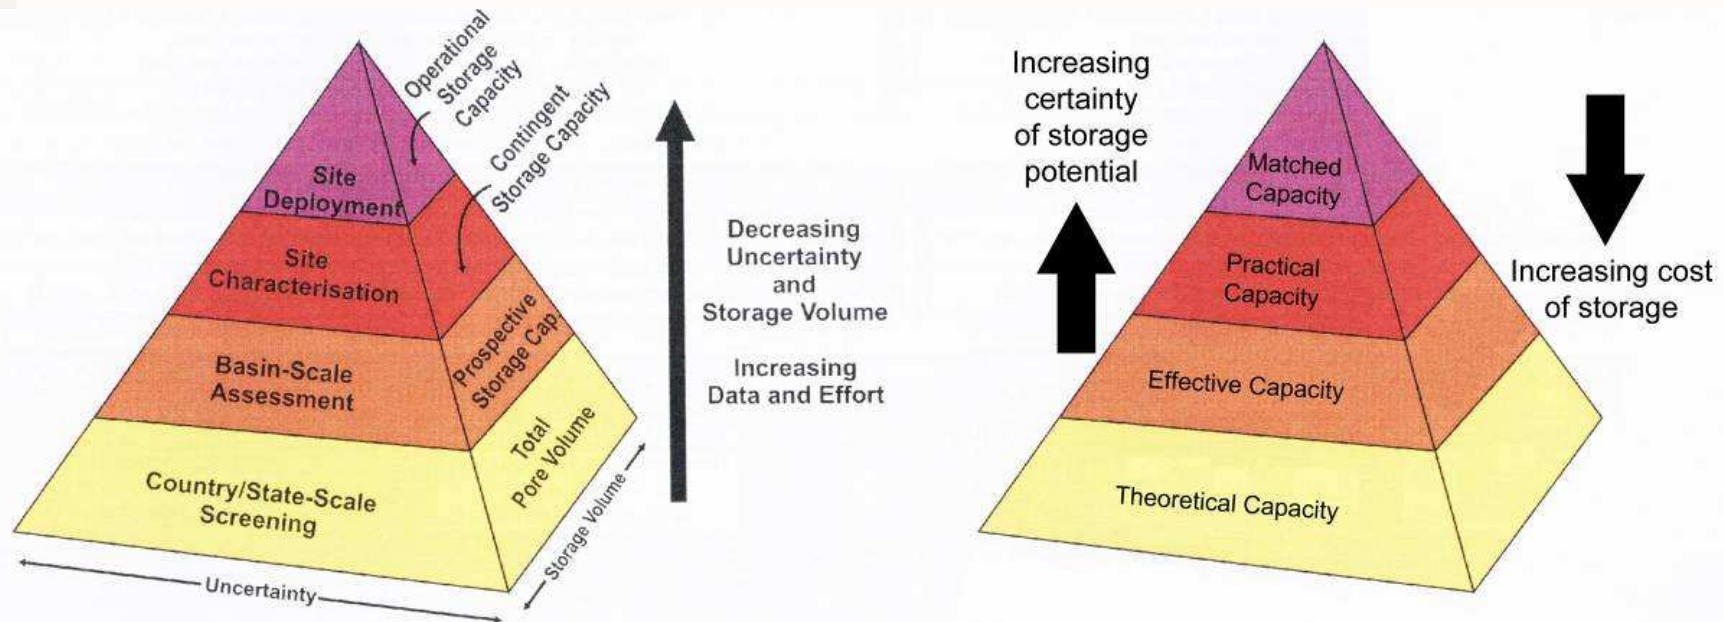 Operational
Storage
Capacity
Contingent
Storage Capacity
Site
Deployment
Site
Characterisation
Basin-Scale
Assessment
Prospective
Storage Cap.
Country/State-Scale
Screening
Total
Pore Volume
Uncertainty
Storage Volume
Decreasing
Uncertainty
and
Storage Volume
Increasing
Data and Effort
Increasing
certainty
of storage
potential
Matched
Capacity
Practical
Capacity
Effective Capacity
Theoretical Capacity
Increasing cost
of storage